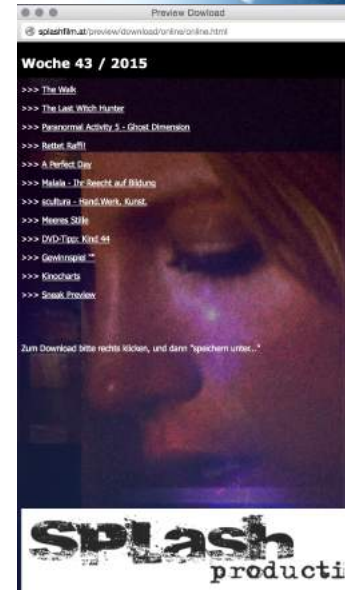 Preview Dowload
splashfilm.at/preview/download/online/online.html
Woche 43 / 2015
>>> The Walk
>>> The Last Witch Hunter
>>> Paranormal Activity 5 - Ghost Dimension
>>> Rettet Raffi!
>>> A Perfect Day
>>> Malala - Ihr Reecht auf Bildung
>>> scultura - Hand.Werk. Kunst.
>>> Meeres Stille
>>> DVD-Tipp: Kind 44
>>> Gewinnspiel
>>> Kinocharts
>>> Sneak Preview
Zum Download bitte rechts klicken, und dann "speichern unter..."
SPLash
producti